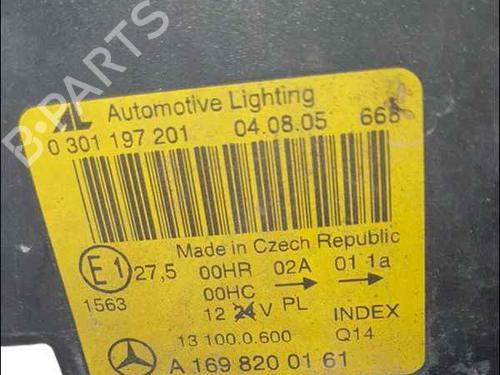 B-PARTS
AL Automotive Lighting
0 301 197 201 04.08.05 668
Made in Czech Republic
E1 27,5 00HR 02A 01 1a
1563 00HC
12 24 V PL INDEX
13 100.0.600 Q14
A 169 820 01 61